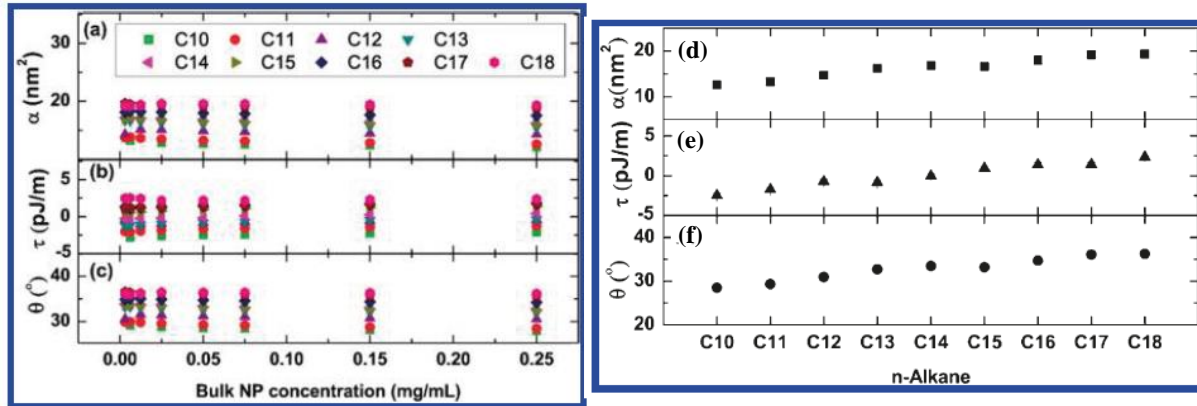 (a)
C10 C11 C12 C13
C14 C15 C16 C17 C18
α (nm²)
30
20
(b)
τ (pJ/m)
5
0
-5
(c)
θ (°)
40
30
0.00 0.05 0.10 0.15 0.20 0.25
Bulk NP concentration (mg/mL)
(d)
α(nm²)
20
10
(e)
τ (pJ/m)
5
0
-5
(f)
θ (°)
40
30
20
C10 C11 C12 C13 C14 C15 C16 C17 C18
n-Alkane